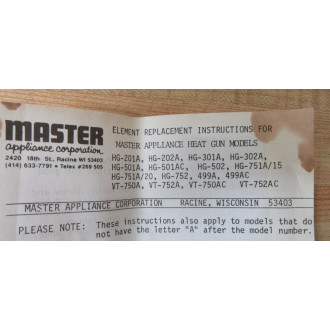 MASTER
appliance corporation
2420 18th St., Racine WI 53403
(414) 633-7791 • Telex #269 505
ELEMENT REPLACEMENT INSTRUCTIONS FOR
MASTER APPLIANCE HEAT GUN MODELS
HG-201A, HG-202A, HG-301A, HG-302A,
HG-501A, HG-501AC, HG-502, HG-751A/15
HG-751A/20, HG-752, 499A, 499AC
VT-750A, VT-752A, VT-750AC, VT-752AC
MASTER APPLIANCE CORPORATION RACINE, WISCONSIN 53403
PLEASE NOTE: These instructions also apply to models that do
not have the letter "A" after the model number.